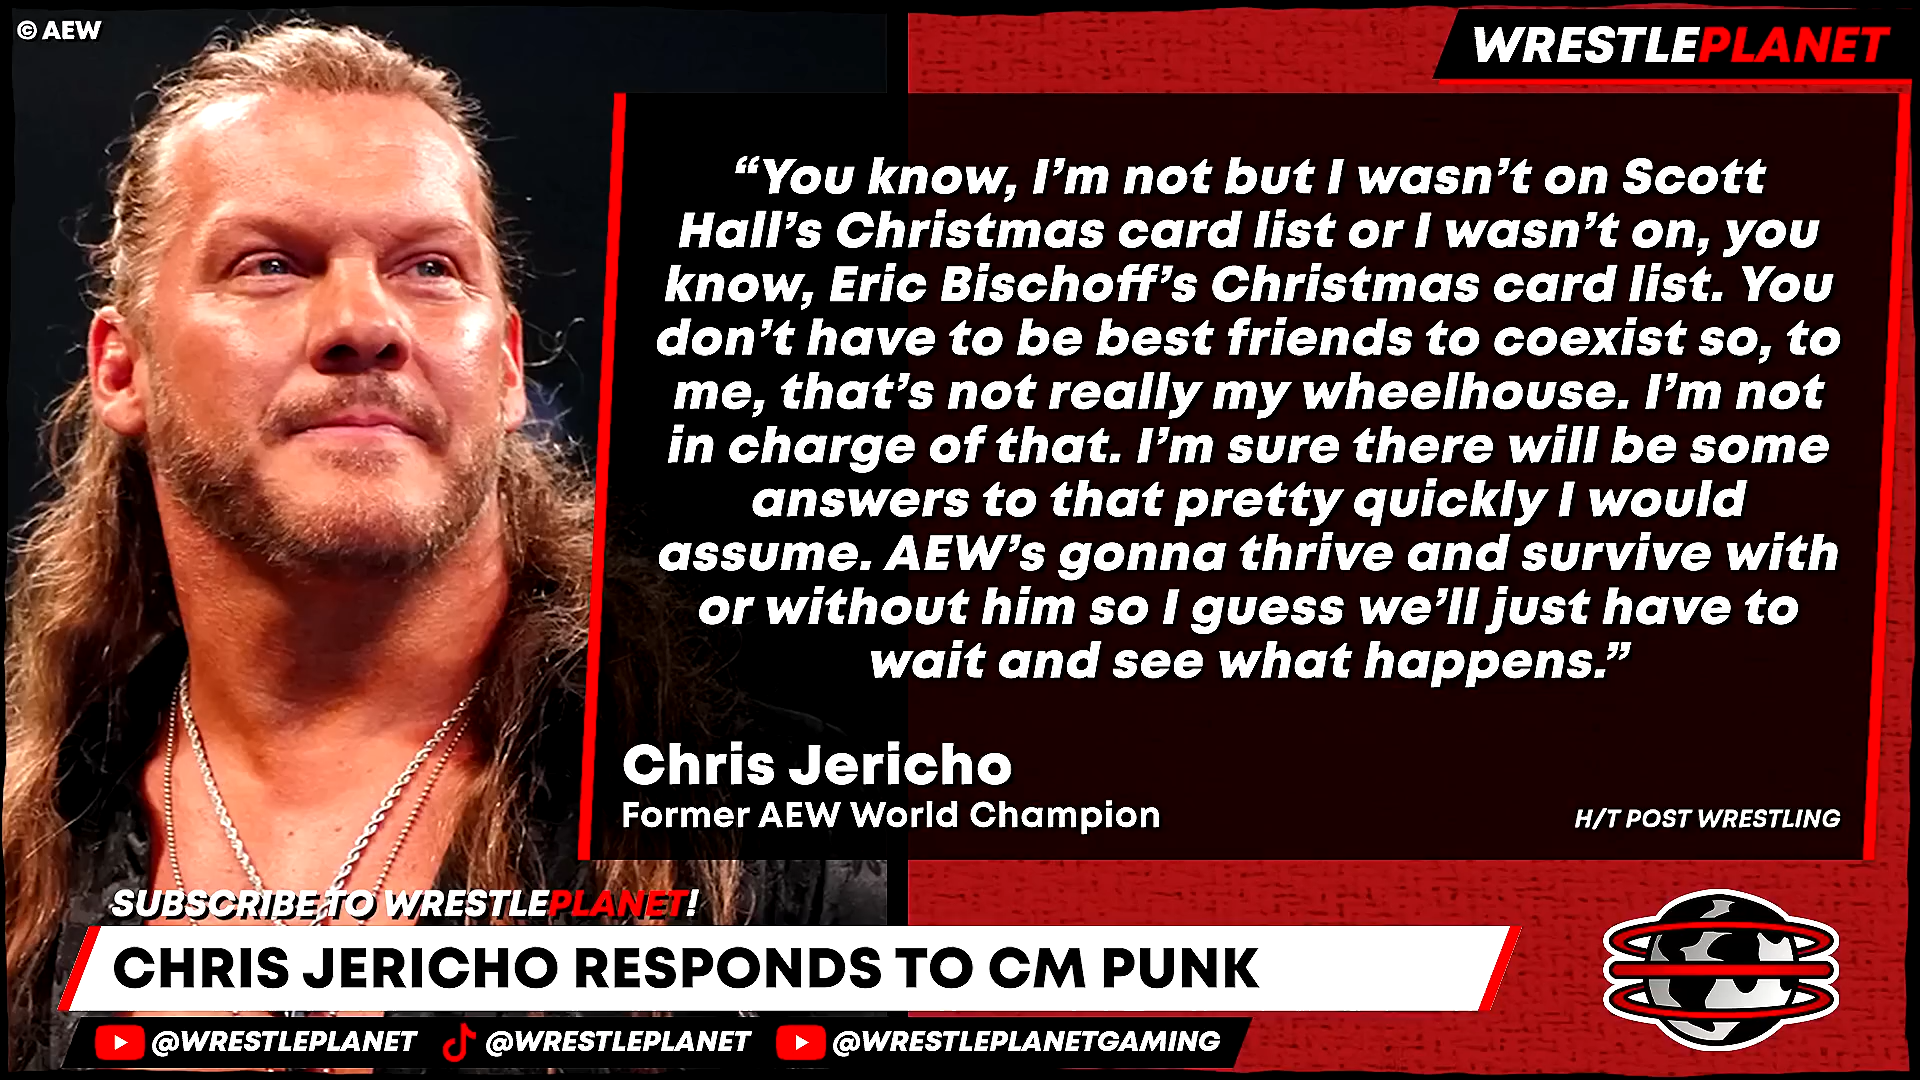 © AEW
WRESTLEPLANET
“You know, I’m not but I wasn’t on Scott
Hall’s Christmas card list or I wasn’t on, you
know, Eric Bischoff’s Christmas card list. You
don’t have to be best friends to coexist so, to
me, that’s not really my wheelhouse. I’m not
in charge of that. I’m sure there will be some
answers to that pretty quickly I would
assume. AEW’s gonna thrive and survive with
or without him so I guess we’ll just have to
wait and see what happens.”
Chris Jericho
Former AEW World Champion
H/T POST WRESTLING
SUBSCRIBE TO WRESTLEPLANET!
CHRIS JERICHO RESPONDS TO CM PUNK
@WRESTLEPLANET @WRESTLEPLANET @WRESTLEPLANETGAMING